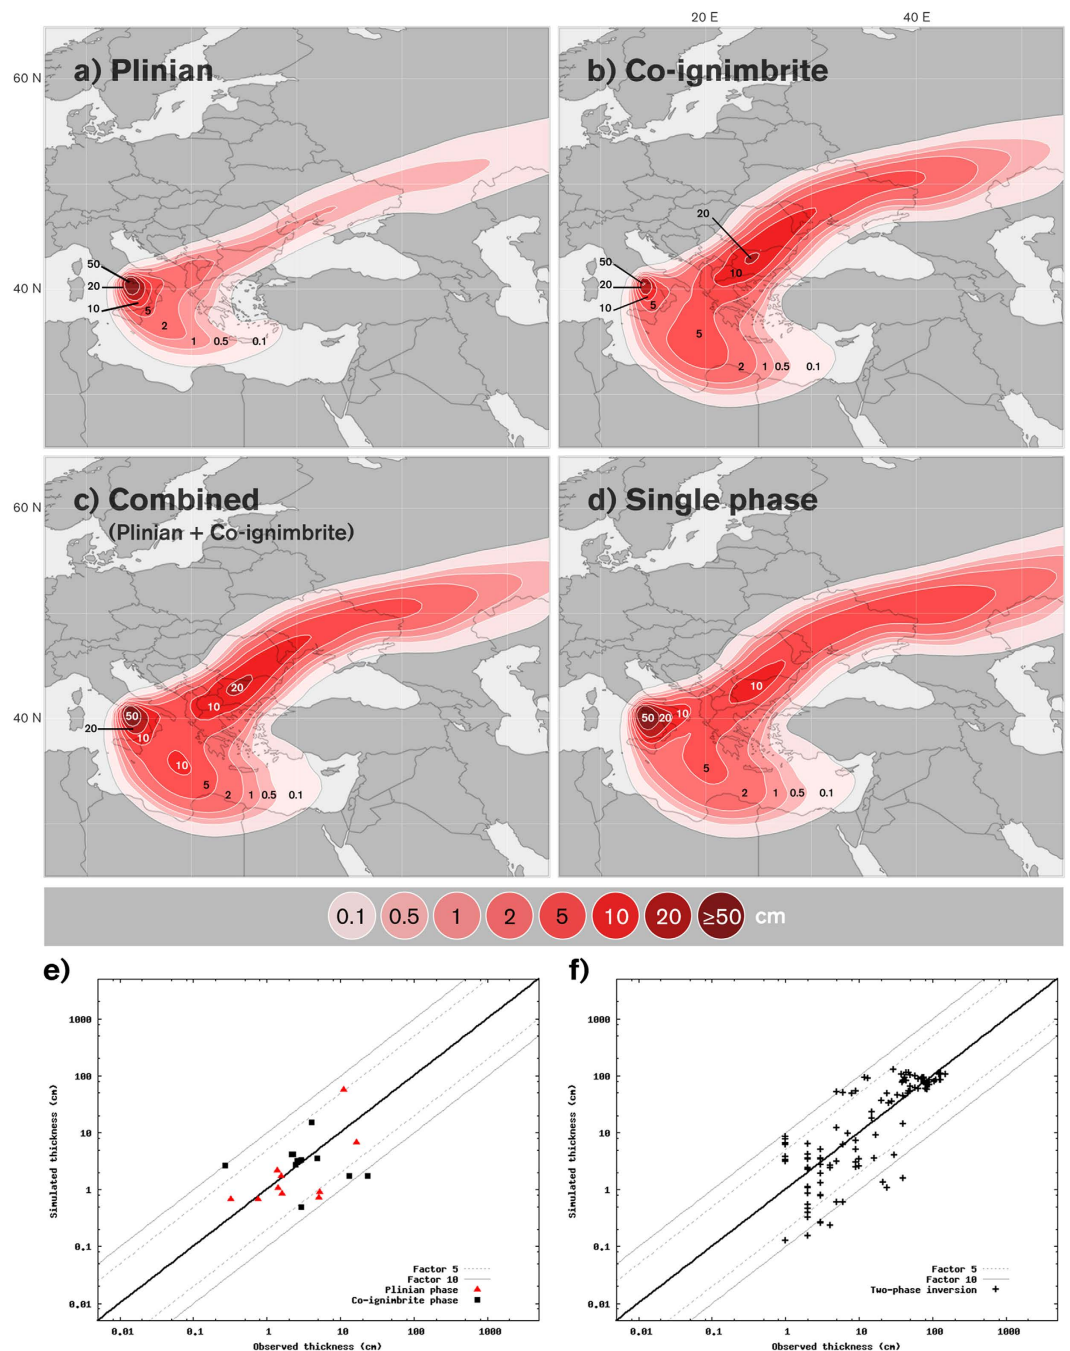 20 E
40 E
a) Plinian
b) Co-ignimbrite
60 N
50
20
10
5
2
1
0.5
0.1
40 N
20
10
50
20
10
5
5
2
1
0.5
0.1
c) Combined
(Plinian + Co-ignimbrite)
d) Single phase
60 N
50
20
10
20
10
10
5
2
1
0.5
0.1
40 N
50
20
10
10
5
2
1
0.5
0.1
0.1
0.5
1
2
5
10
20
≥50
cm
e)
f)
1000
100
10
1
0.1
0.01
Simulated thickness (cm)
Factor 5
Factor 10
Plinian phase
Co-ignimbrite phase
0.01
0.1
1
10
100
1000
Observed thickness (cm)
1000
100
10
1
0.1
0.01
Simulated thickness (cm)
Factor 5
Factor 10
Two-phase inversion
0.01
0.1
1
10
100
1000
Observed thickness (cm)